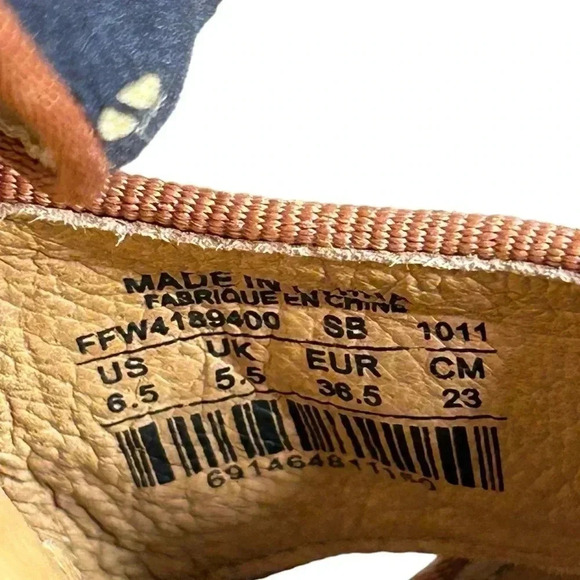 MADE IN CHINA
FABRIQUE EN CHINE
FFW4189400 SB 1011
US UK EUR CM
6.5 5.5 36.5 23